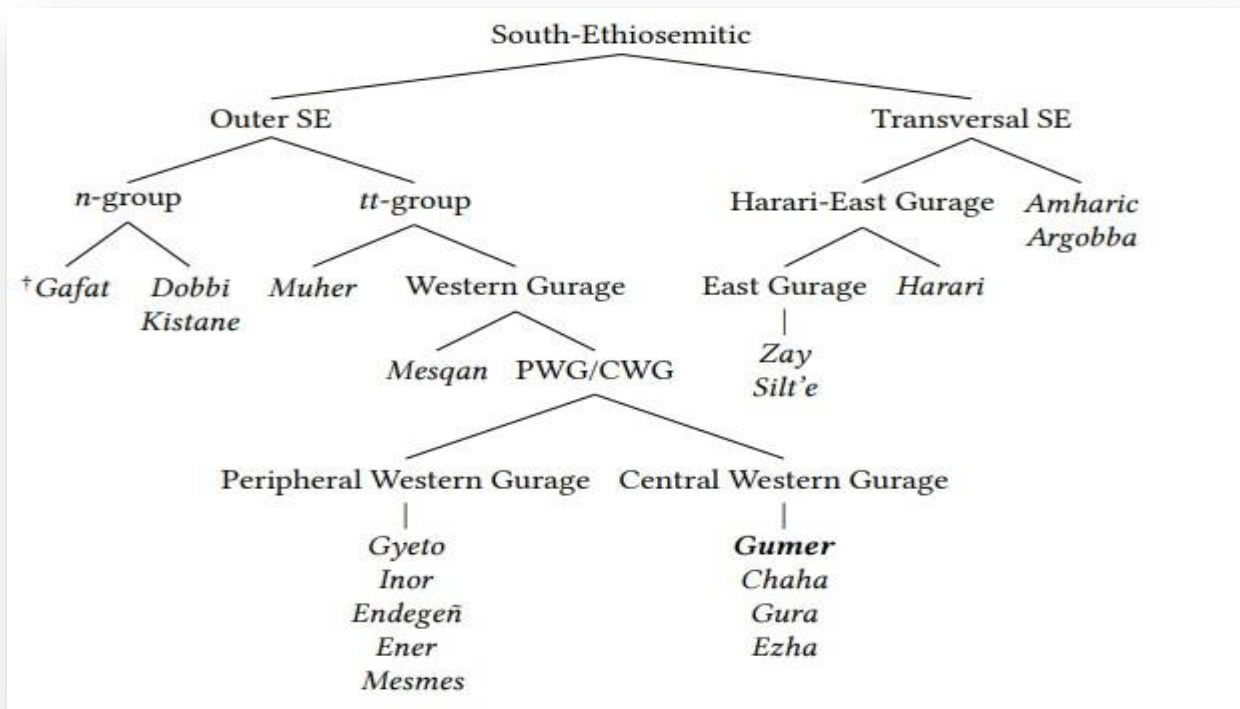 South-Ethiosemitic
Outer SE Transversal SE
n-group tt-group Harari-East Gurage Amharic
Argobba
†Gafat Dobbi Muher Western Gurage East Gurage Harari
Kistane
Mesqan PWG/CWG Zay
Silt'e
Peripheral Western Gurage Central Western Gurage
Gyeto Gumer
Inor Chaha
Endegeñ Gura
Ener Ezha
Mesmes